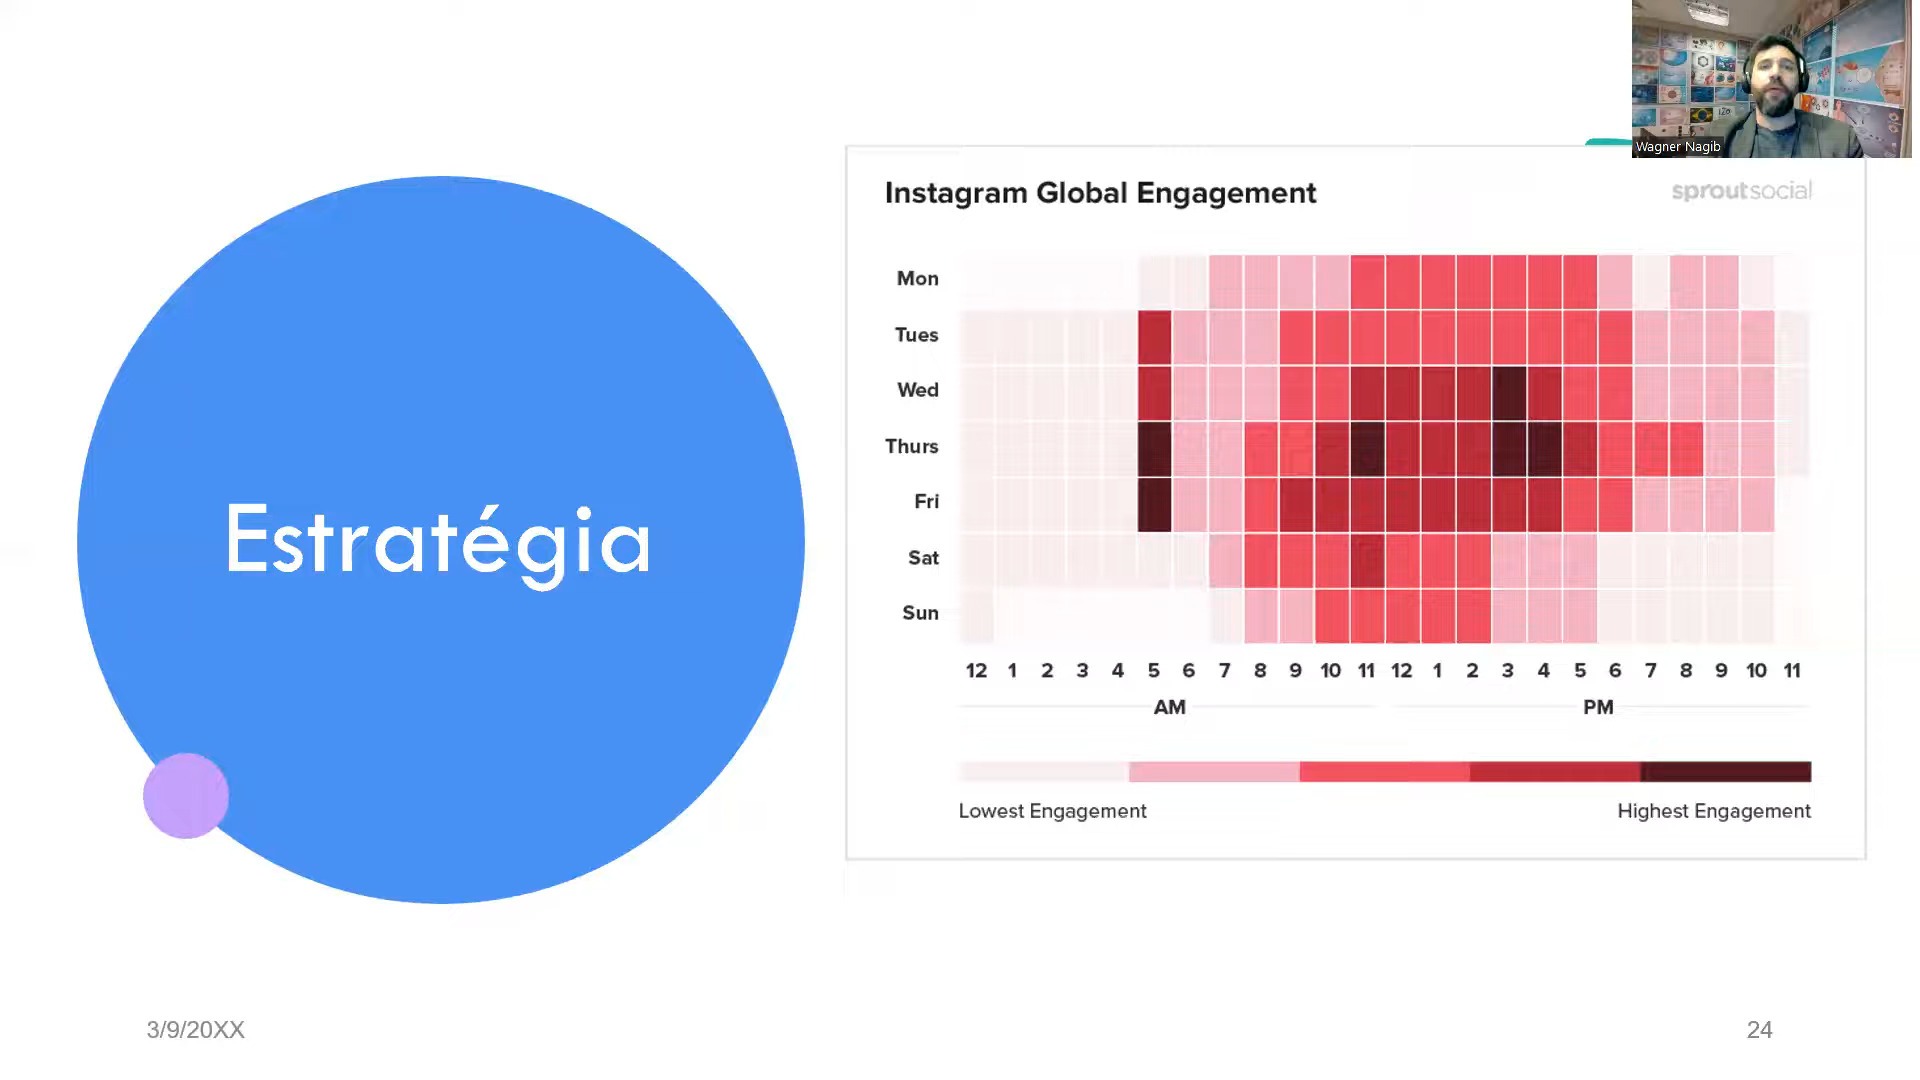 Wagner Nagib
Instagram Global Engagement
sproutsocial
Mon
Tues
Wed
Thurs
Fri
Sat
Sun
12 1 2 3 4 5 6 7 8 9 10 11 12 1 2 3 4 5 6 7 8 9 10 11
AM PM
Lowest Engagement Highest Engagement
Estratégia
3/9/20XX
24